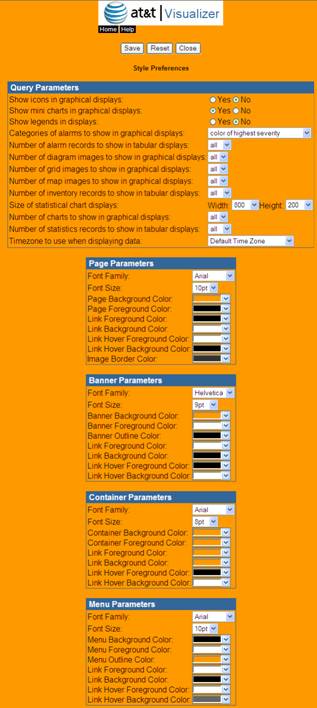 at&t | Visualizer
Home Help
Save Reset Close
Style Preferences
Query Parameters
Show icons in graphical displays: Yes No
Show mini charts in graphical displays: Yes No
Show legends in displays: Yes No
Categories of alarms to show in graphical displays: color of highest severity
Number of alarm records to show in tabular displays: all
Number of diagram images to show in graphical displays: all
Number of grid images to show in graphical displays: all
Number of map images to show in graphical displays: all
Number of inventory records to show in tabular displays: all
Size of statistical chart displays: Width: 800 Height: 200
Number of charts to show in graphical displays: all
Number of statistics records to show in tabular displays: all
Timezone to use when displaying data: Default Time Zone
Page Parameters
Font Family: Arial
Font Size: 10pt
Page Background Color:
Page Foreground Color:
Link Foreground Color:
Link Background Color:
Link Hover Foreground Color:
Link Hover Background Color:
Image Border Color:
Banner Parameters
Font Family: Helvetica
Font Size: 9pt
Banner Background Color:
Banner Foreground Color:
Banner Outline Color:
Link Foreground Color:
Link Background Color:
Link Hover Foreground Color:
Link Hover Background Color:
Container Parameters
Font Family: Arial
Font Size: 8pt
Container Background Color:
Container Foreground Color:
Link Foreground Color:
Link Background Color:
Link Hover Foreground Color:
Link Hover Background Color:
Menu Parameters
Font Family: Arial
Font Size: 10pt
Menu Background Color:
Menu Foreground Color:
Menu Outline Color:
Link Foreground Color:
Link Background Color:
Link Hover Foreground Color:
Link Hover Background Color: